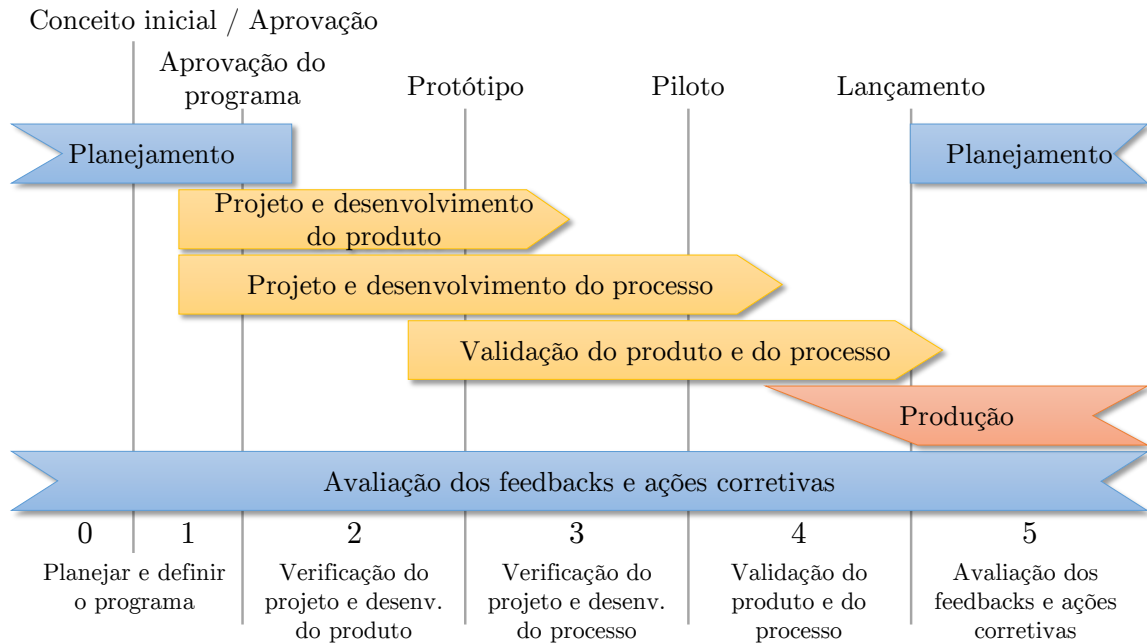 Conceito inicial / Aprovação
Aprovação do
programa
Protótipo
Piloto
Lançamento
Planejamento
Planejamento
Projeto e desenvolvimento
do produto
Projeto e desenvolvimento do processo
Validação do produto e do processo
Produção
Avaliação dos feedbacks e ações corretivas
0
1
2
3
4
5
Planejar e definir
o programa
Verificação do
projeto e desenv.
do produto
Verificação do
projeto e desenv.
do processo
Validação do
produto e do
processo
Avaliação dos
feedbacks e ações
corretivas